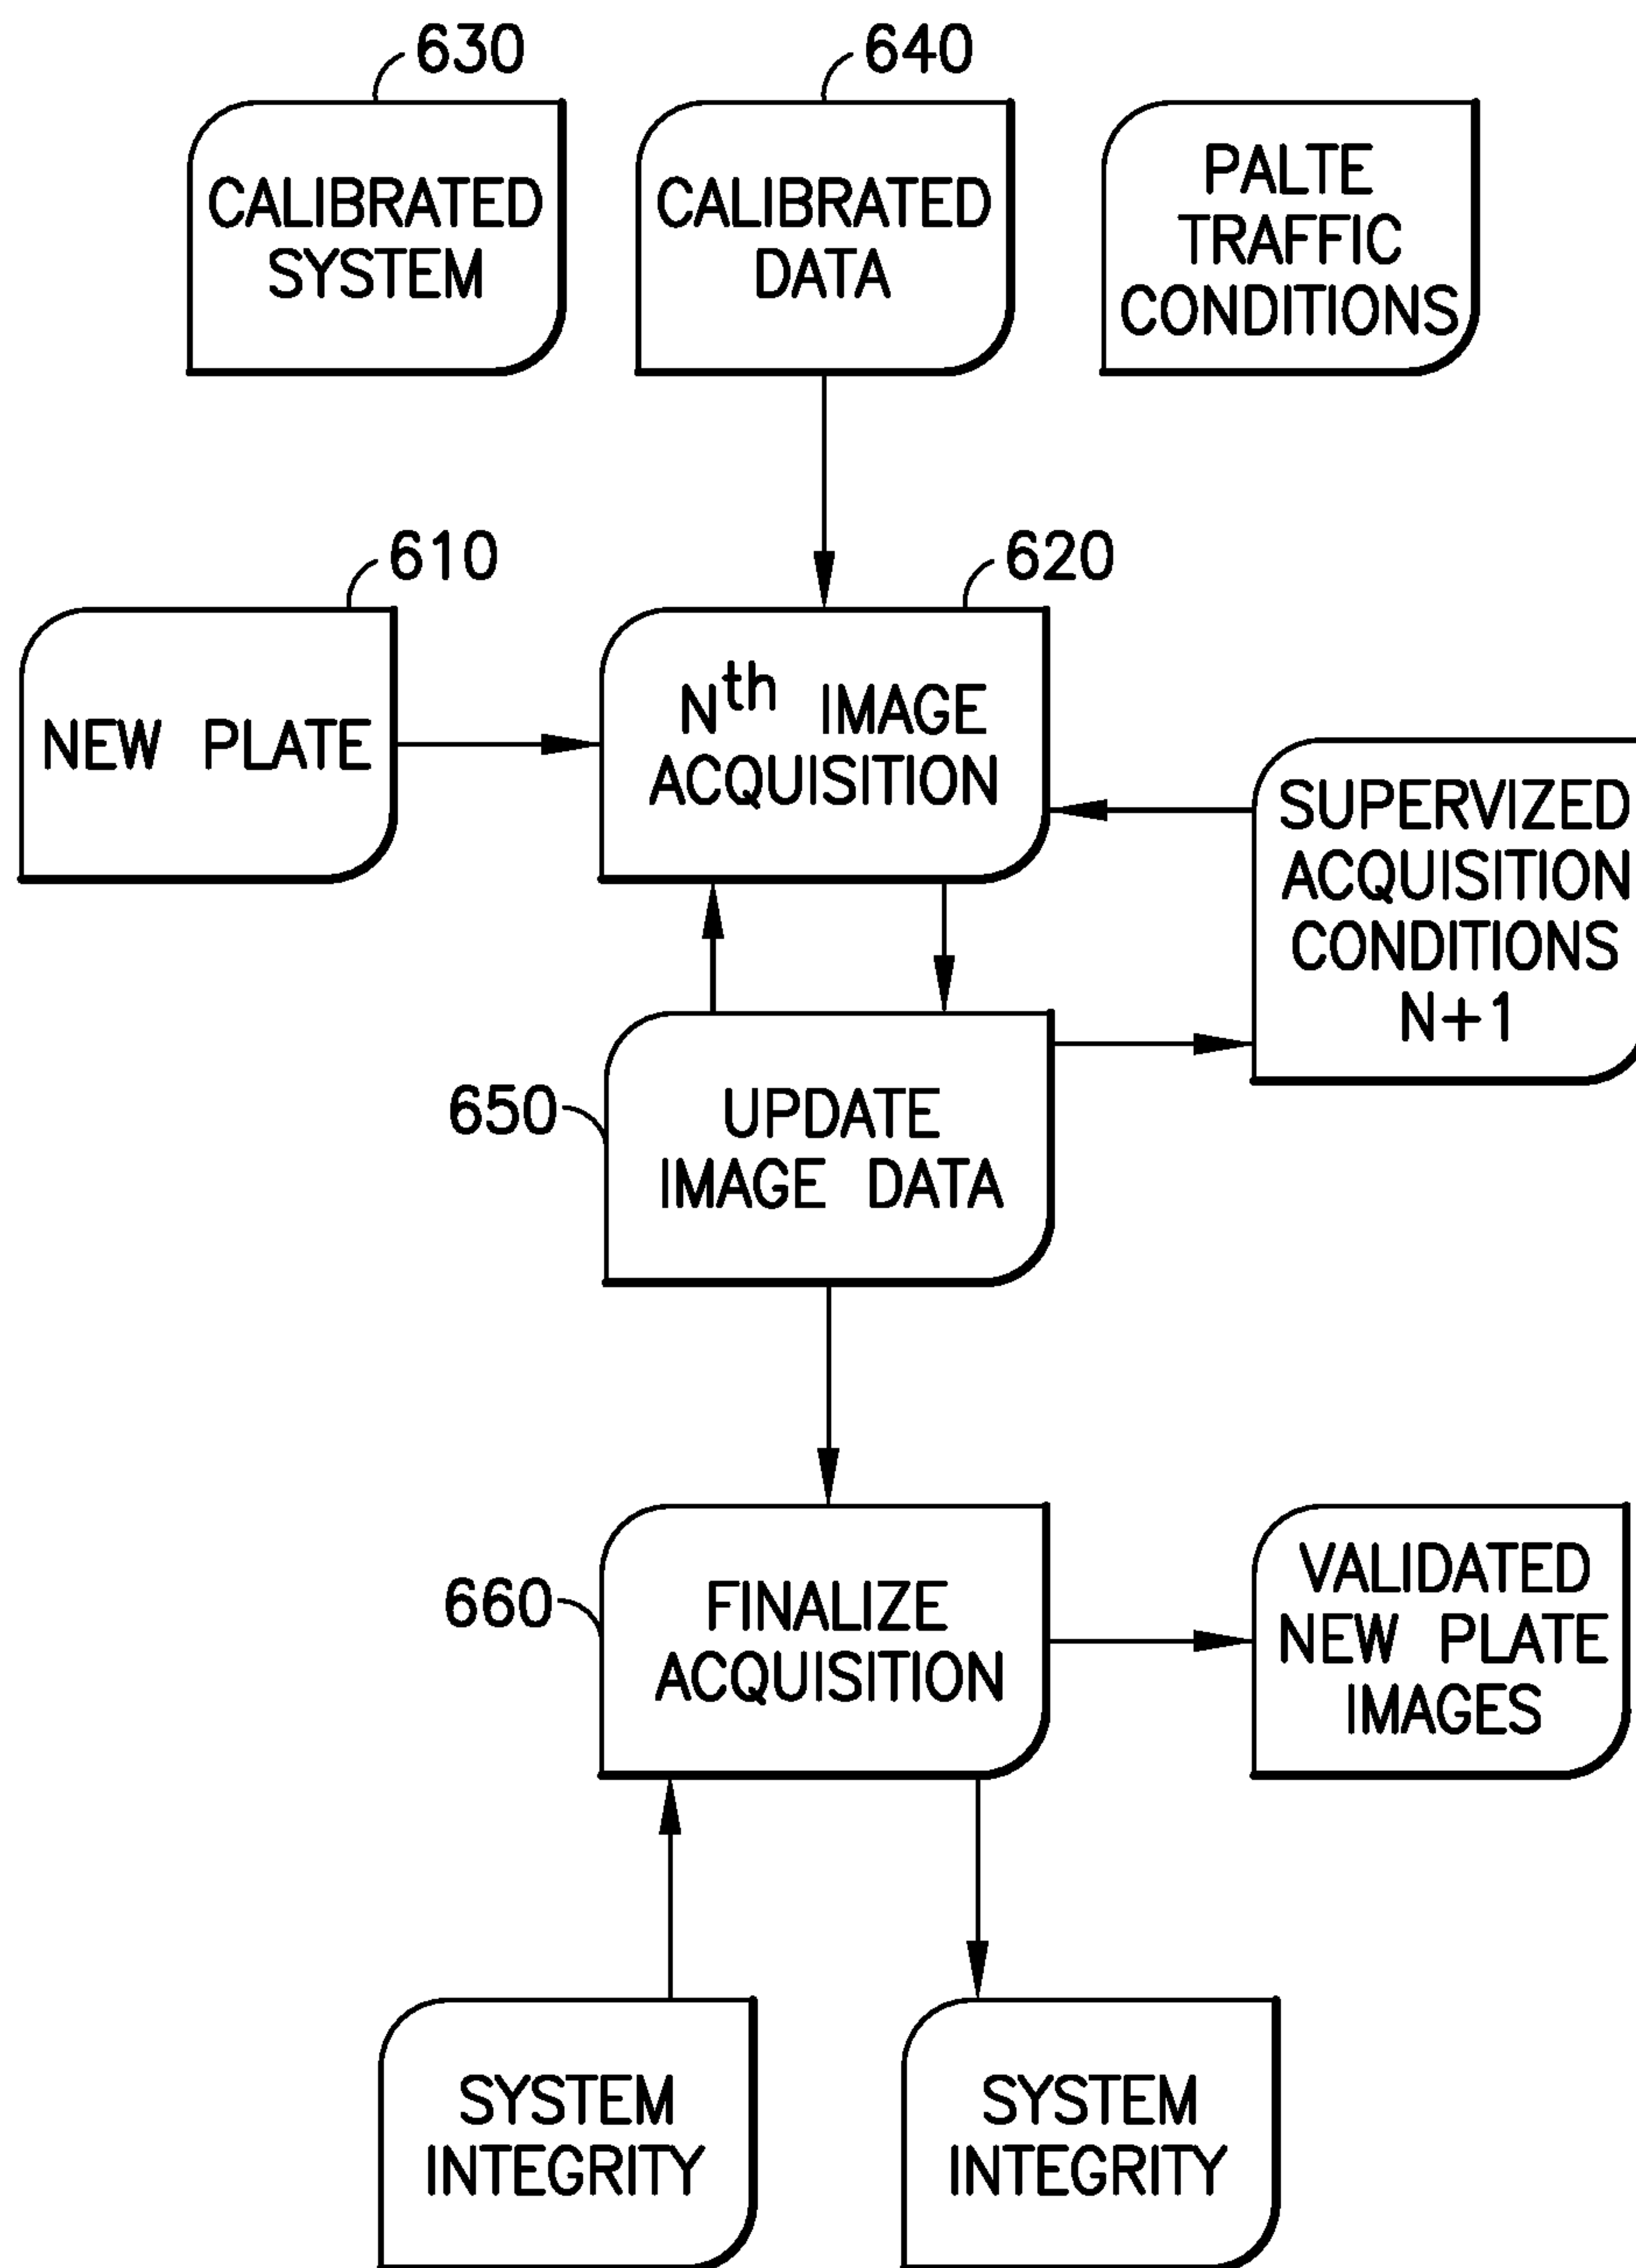 630
640
CALIBRATED
SYSTEM
CALIBRATED
DATA
PALTE
TRAFFIC
CONDITIONS
610
620
NEW PLATE
Nth IMAGE
ACQUISITION
SUPERVIZED
ACQUISITION
CONDITIONS
N+1
650
UPDATE
IMAGE DATA
660
FINALIZE
ACQUISITION
VALIDATED
NEW PLATE
IMAGES
SYSTEM
INTEGRITY
SYSTEM
INTEGRITY